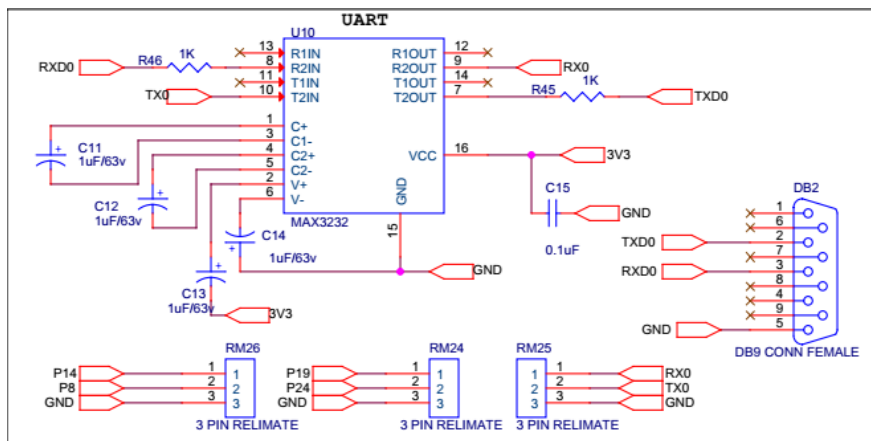 UART
U10
RXD0
R46
1K
TX0
13
8
11
10
R1IN
R2IN
T1IN
T2IN
R1OUT
R2OUT
T1OUT
T2OUT
12
9
14
7
RX0
R45
1K
TXD0
1
3
4
5
2
6
C+
C1-
C2+
C2-
V+
V-
VCC
16
3V3
GND
15
MAX3232
C11
1uF/63v
C12
1uF/63v
C14
1uF/63v
C13
1uF/63v
3V3
GND
C15
0.1uF
GND
DB2
1
6
2
7
3
8
4
9
5
TXD0
RXD0
GND
DB9 CONN FEMALE
RM26
P14 1 1
P8 2 2
GND 3 3
3 PIN RELIMATE
RM24
P19 1 1
P24 2 2
GND 3 3
3 PIN RELIMATE
RM25
1 1 RX0
2 2 TX0
3 3 GND
3 PIN RELIMATE